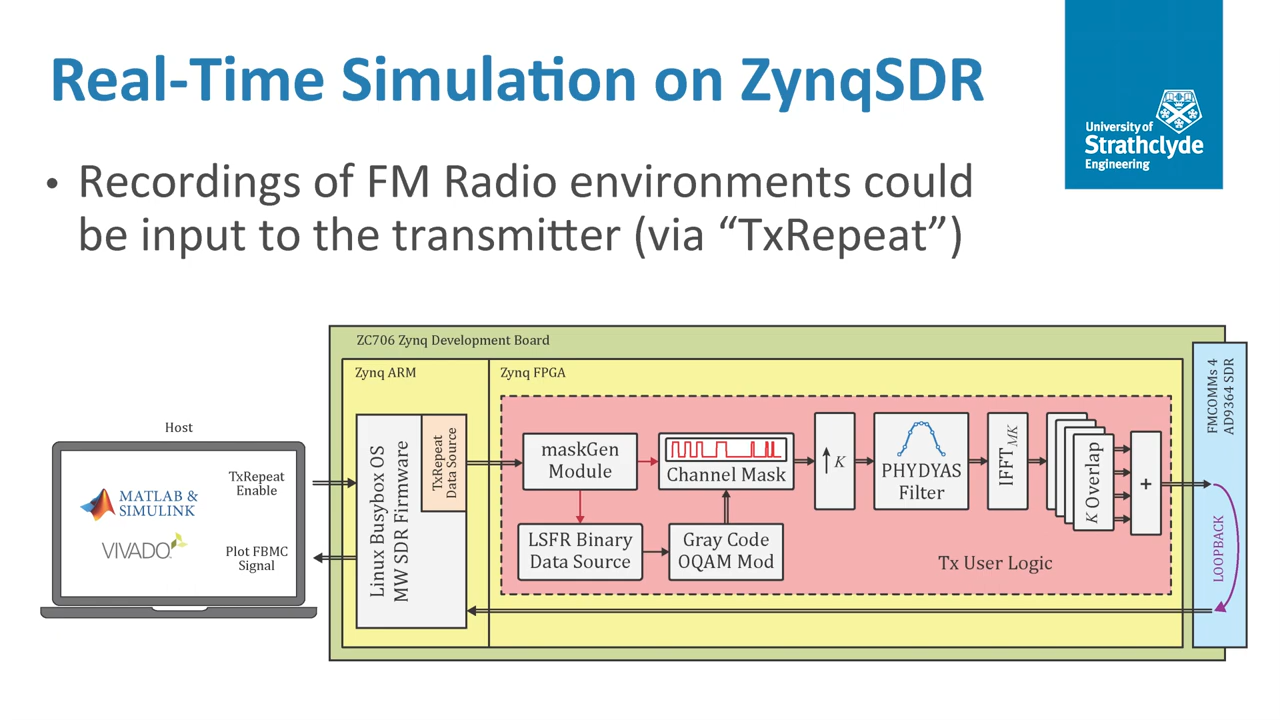 Real-Time Simulation on ZynqSDR
University of
Strathclyde
Engineering
• Recordings of FM Radio environments could
be input to the transmitter (via “TxRepeat”)
Host
TxRepeat
Enable
MATLAB &
SIMULINK
VIVADO.
Plot FBMC
Signal
ZC706 Zynq Development Board
Zynq ARM
Linux Busybox OS
MW SDR Firmware
TxRepeat
Data Source
Zynq FPGA
maskGen
Module
Channel Mask
LSFR Binary
Data Source
Gray Code
OQAM Mod
↑ K
PHYDYAS
Filter
IFFT MK
K Overlap
+
Tx User Logic
FMCOMMs 4
AD9364 SDR
LOOPBACK